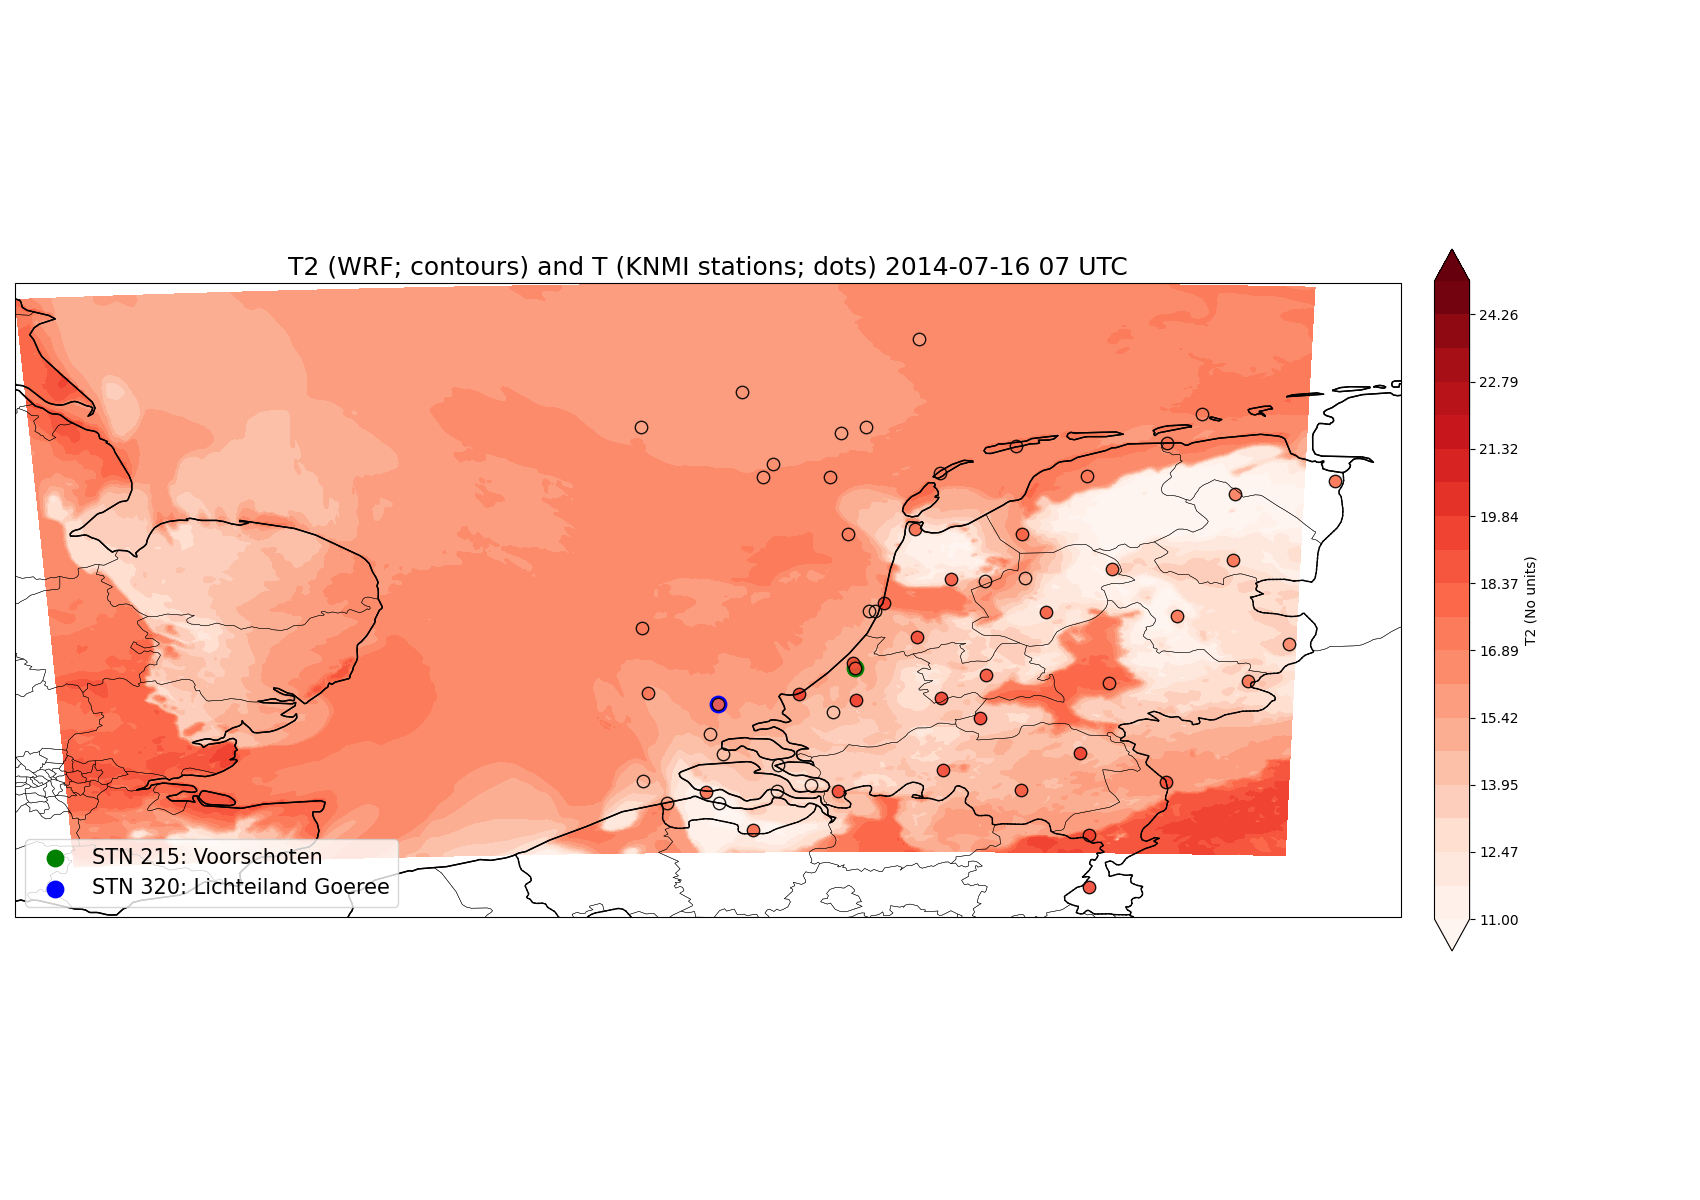 T2 (WRF; contours) and T (KNMI stations; dots) 2014-07-16 07 UTC
24.26
22.79
21.32
19.84
18.37
16.89
15.42
13.95
12.47
11.00
T2 (No units)
STN 215: Voorschoten
STN 320: Lichteiland Goeree